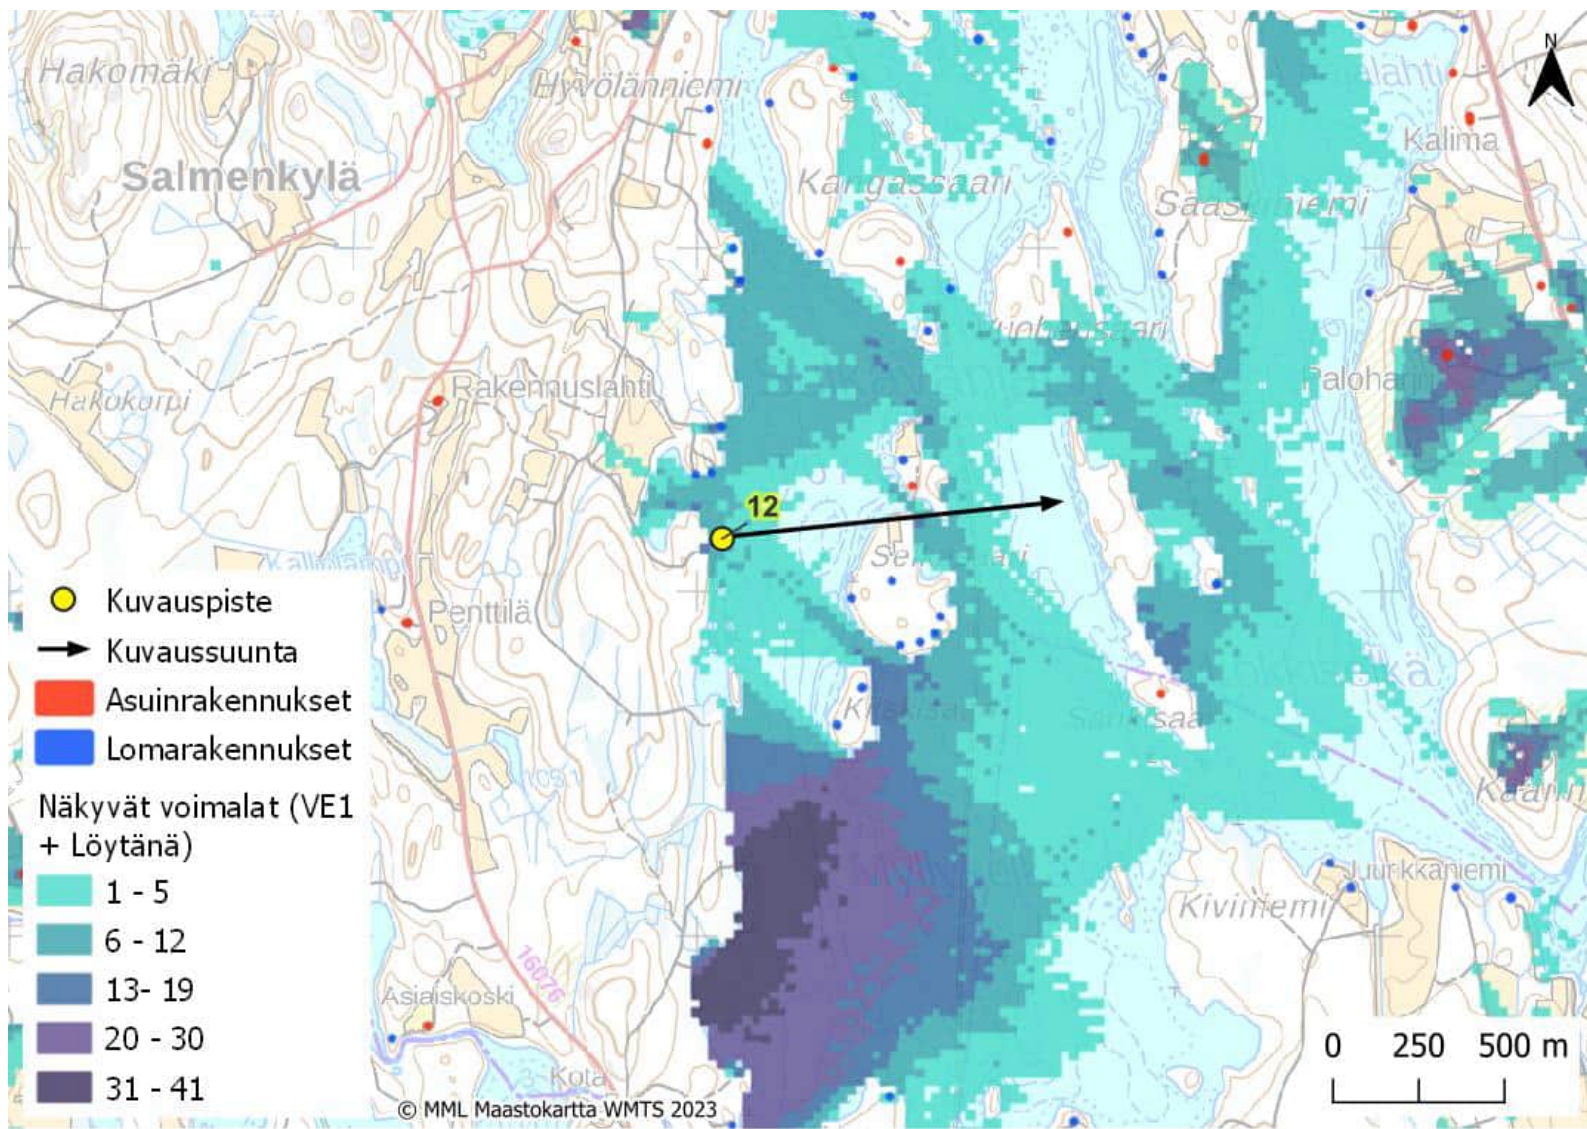 N
Hakomäki
Hyvölänniemi
Kalima
Salmenkylä
Kangassaari
Rakennuslahti
Hakokorpi
12
Penttilä
Kuvauspiste
Kuvaussuunta
Asuinrakennukset
Lomarakennukset
Näkyvät voimalat (VE1
+ Löytänä)
1 - 5
6 - 12
13- 19
20 - 30
31 - 41
Juurikkaniemi
Kiviniemi
16076
Asiaiskoski
Kota
0 250 500 m
© MML Maastokartta WMTS 2023